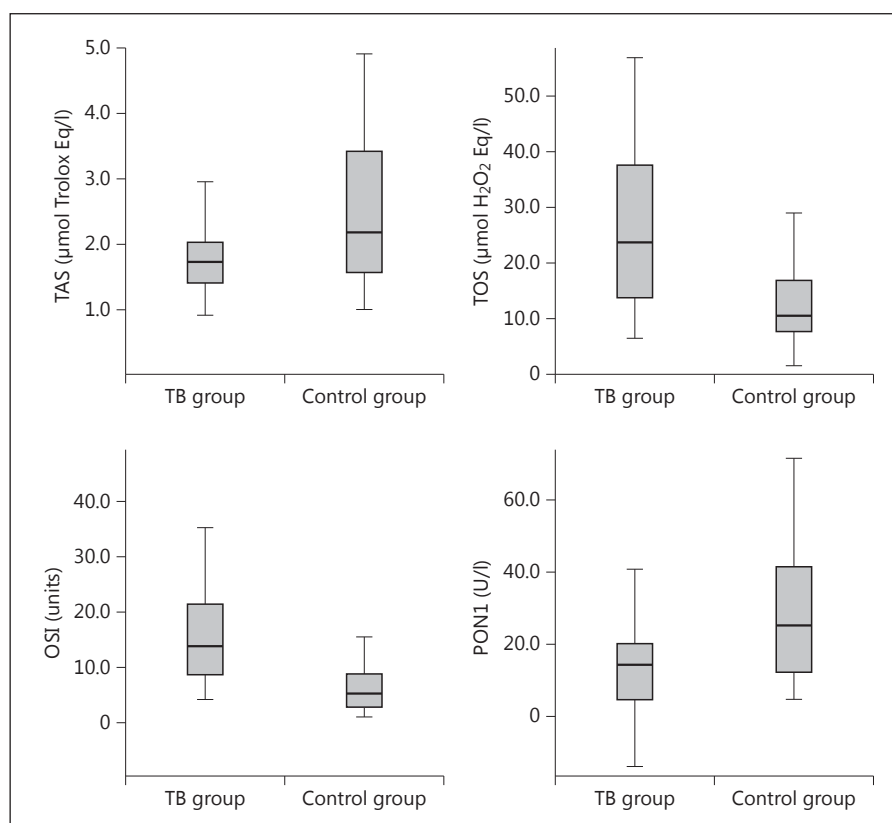 TAS (µmol Trolox Eq/l)
5.0
4.0
3.0
2.0
1.0
TB group
Control group
TOS (µmol H₂O₂ Eq/l)
50.0
40.0
30.0
20.0
10.0
0
TB group
Control group
OSI (units)
40.0
30.0
20.0
10.0
0
TB group
Control group
PON1 (U/l)
60.0
40.0
20.0
0
TB group
Control group